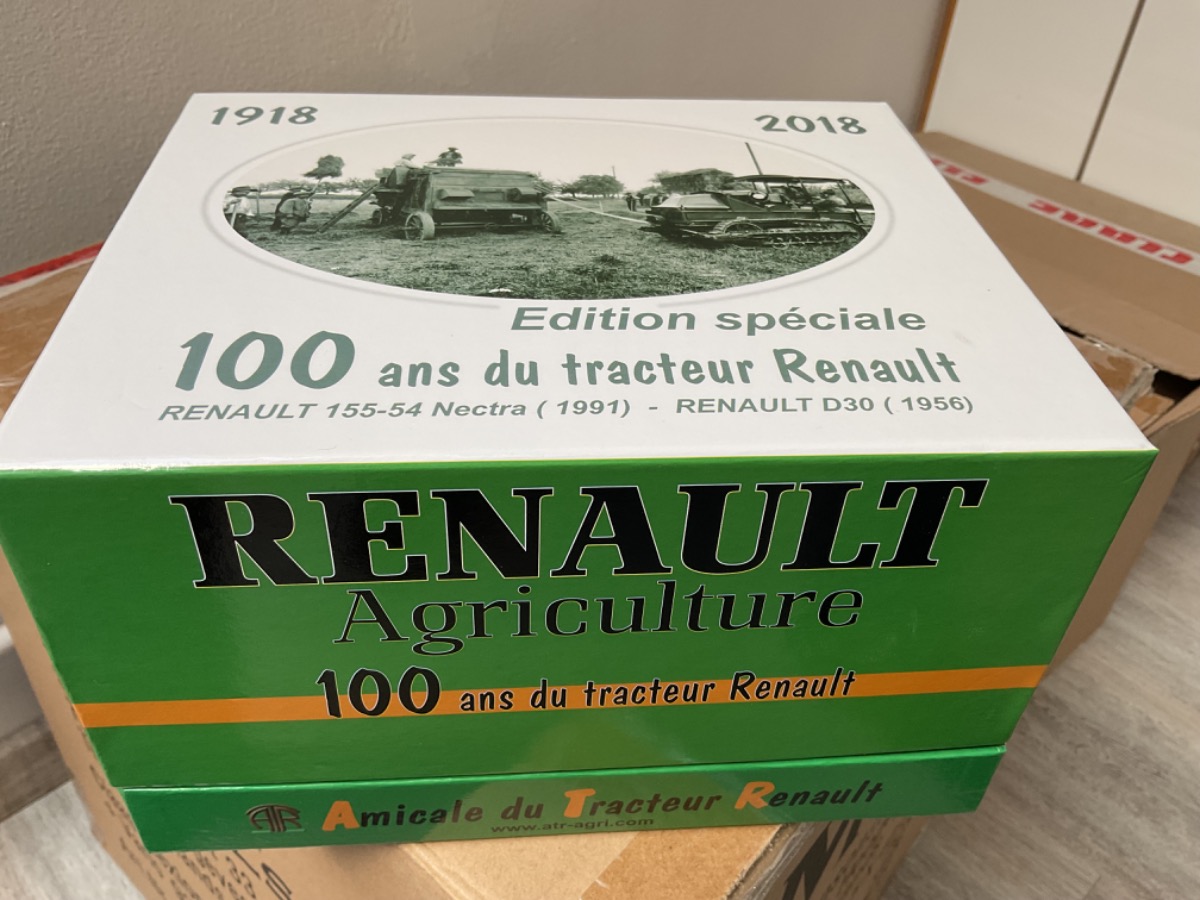 1918 2018
Edition spéciale
100 ans du tracteur Renault
RENAULT 155-54 Nectra ( 1991) - RENAULT D30 ( 1956)
RENAULT
Agriculture
100 ans du tracteur Renault
ATR Amicale du Tracteur Renault
www.atr-agri.com